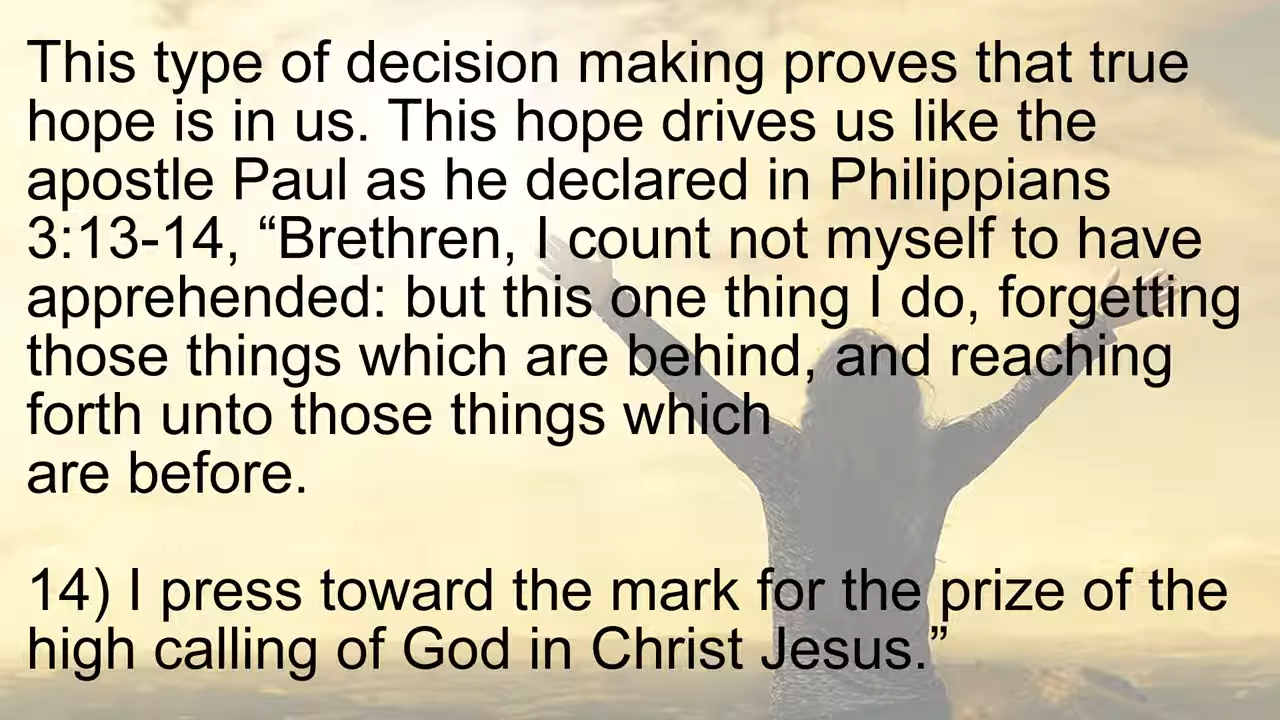 This type of decision making proves that true
hope is in us. This hope drives us like the
apostle Paul as he declared in Philippians
3:13-14, “Brethren, I count not myself to have
apprehended: but this one thing I do, forgetting
those things which are behind, and reaching
forth unto those things which
are before.
14) I press toward the mark for the prize of the
high calling of God in Christ Jesus.”